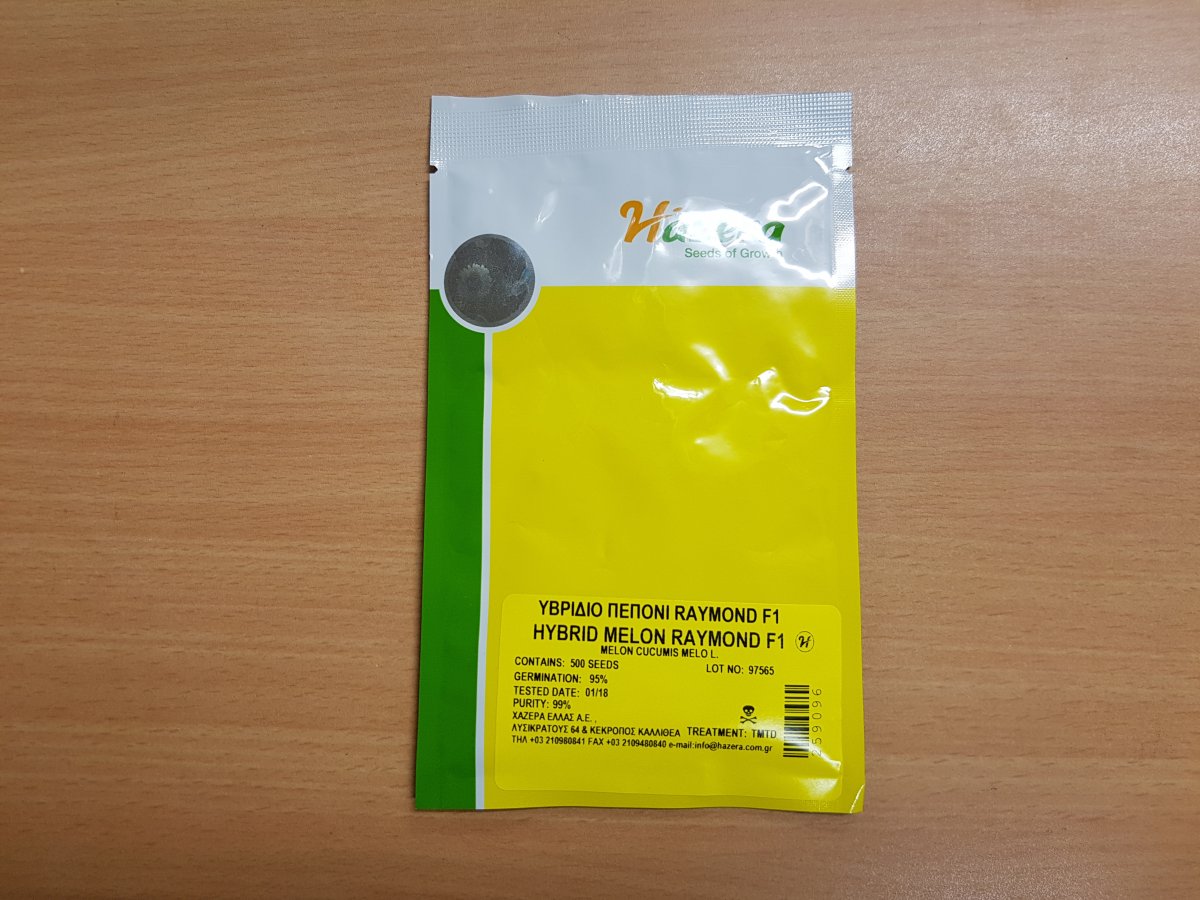 Hazera
Seeds of Growth
ΥΒΡΙΔΙΟ ΠΕΠΟΝΙ RAYMOND F1
HYBRID MELON RAYMOND F1
MELON CUCUMIS MELO L.
CONTAINS: 500 SEEDS LOT NO: 97565
GERMINATION: 95%
TESTED DATE: 01/18
PURITY: 99%
ΧΑΖΕΡΑ ΕΛΛΑΣ Α.Ε. ,
ΛΥΣΙΚΡΑΤΟΥΣ 64 & ΚΕΚΡΟΠΟΣ ΚΑΛΛΙΘΕΑ TREATMENT: TMTD
ΤΗΛ +03 210980841 FAX +03 2109480840 e-mail:info@hazera.com.gr
259096